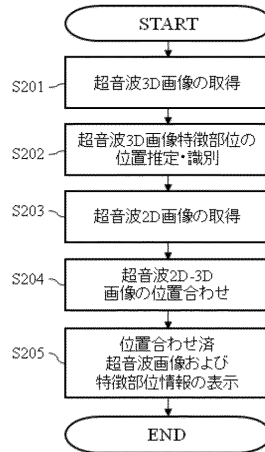 START
S201
超音波3D画像の取得
S202
超音波3D画像特徴部位の
位置推定・識別
S203
超音波2D画像の取得
S204
超音波2D-3D
画像の位置合わせ
S205
位置合わせ済
超音波画像および
特徴部位情報の表示
END